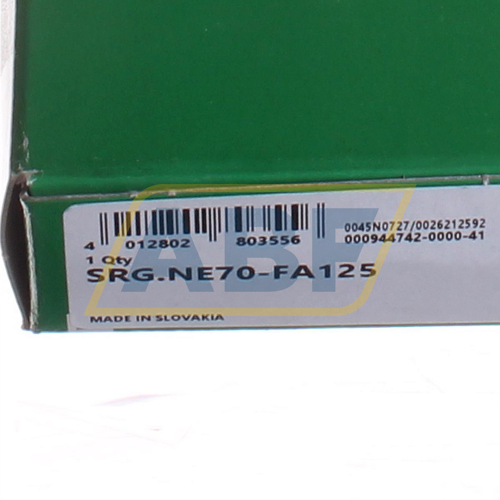 4 012802 803556
0045N0727/0026212592
000944742-0000-41
1 Qty
SRG.NE70-FA125
MADE IN SLOVAKIA
ABF